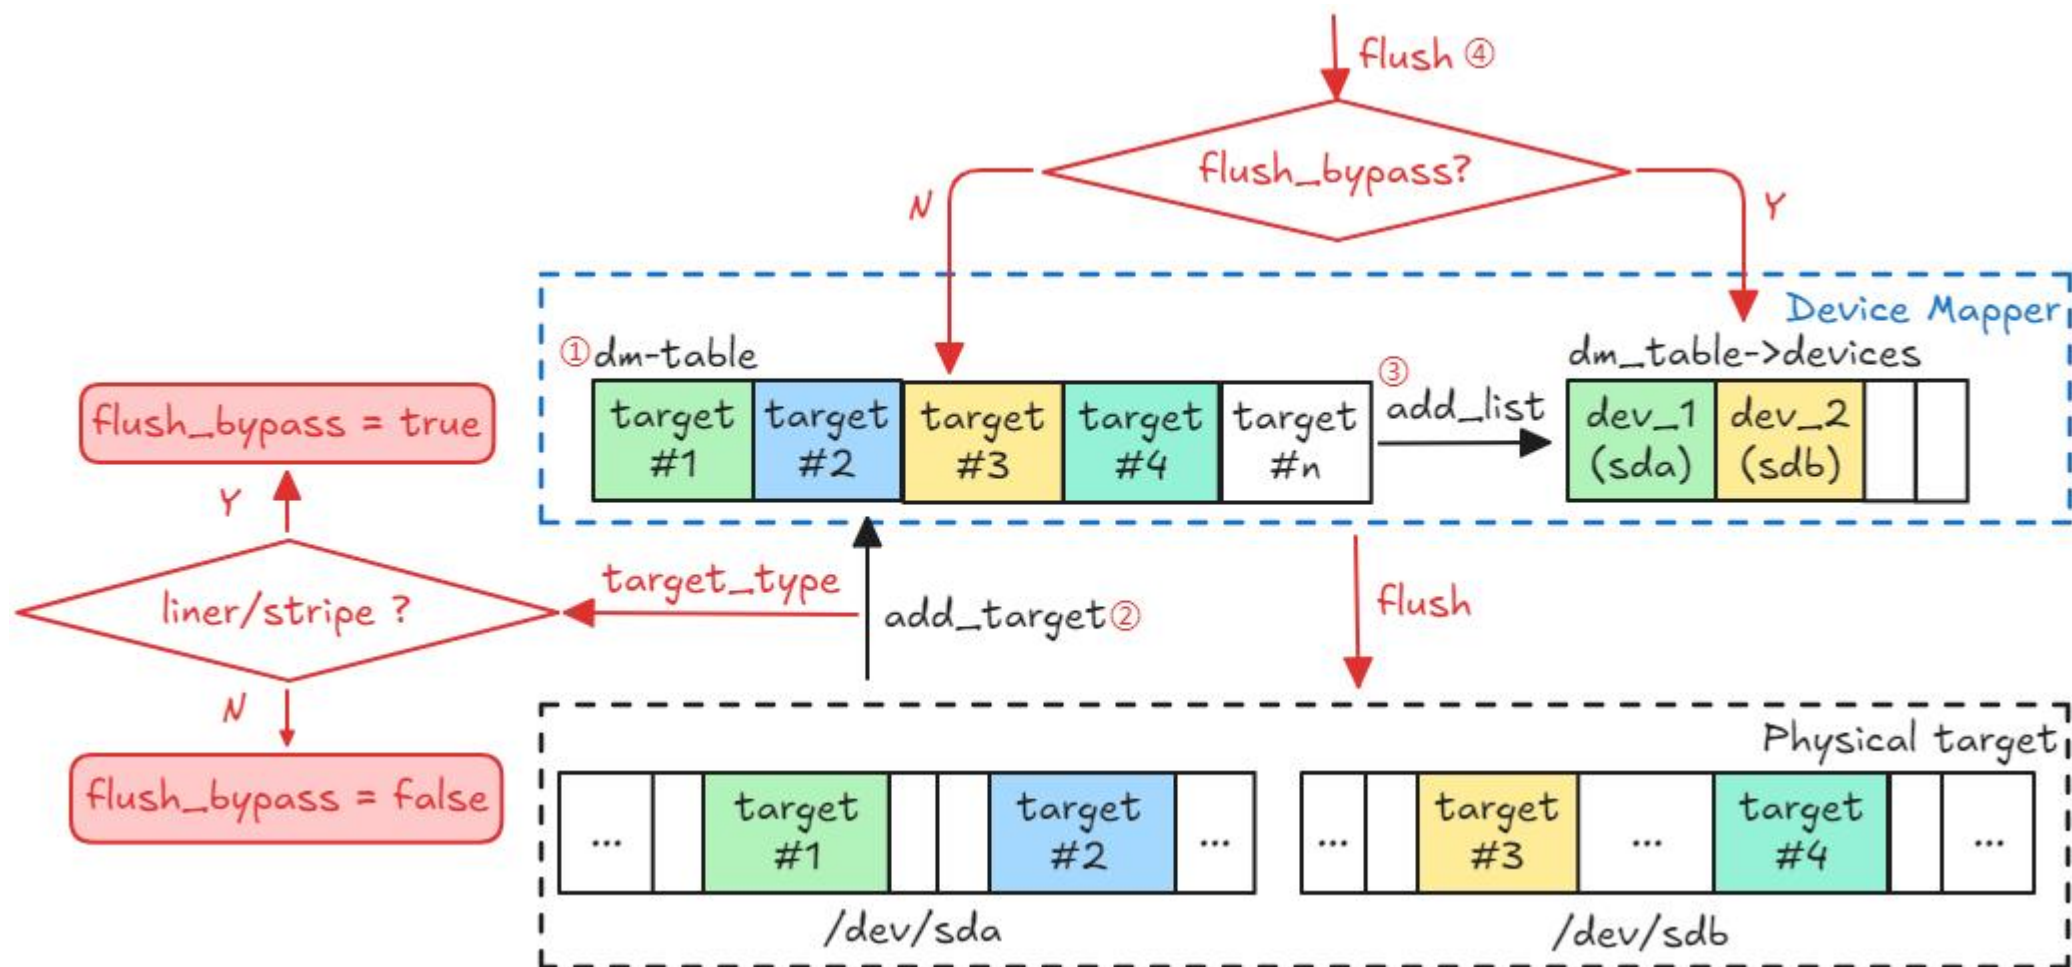 flush ④
flush_bypass?
N
Y
Device Mapper
① dm-table
dm_table->devices
target #1
target #2
target #3
target #4
target #n
③
add_list
dev_1 (sda)
dev_2 (sdb)
flush_bypass = true
Y
liner/stripe ?
target_type
add_target②
flush
N
flush_bypass = false
Physical target
...
target #1
target #2
...
...
target #3
...
target #4
...
/dev/sda
/dev/sdb